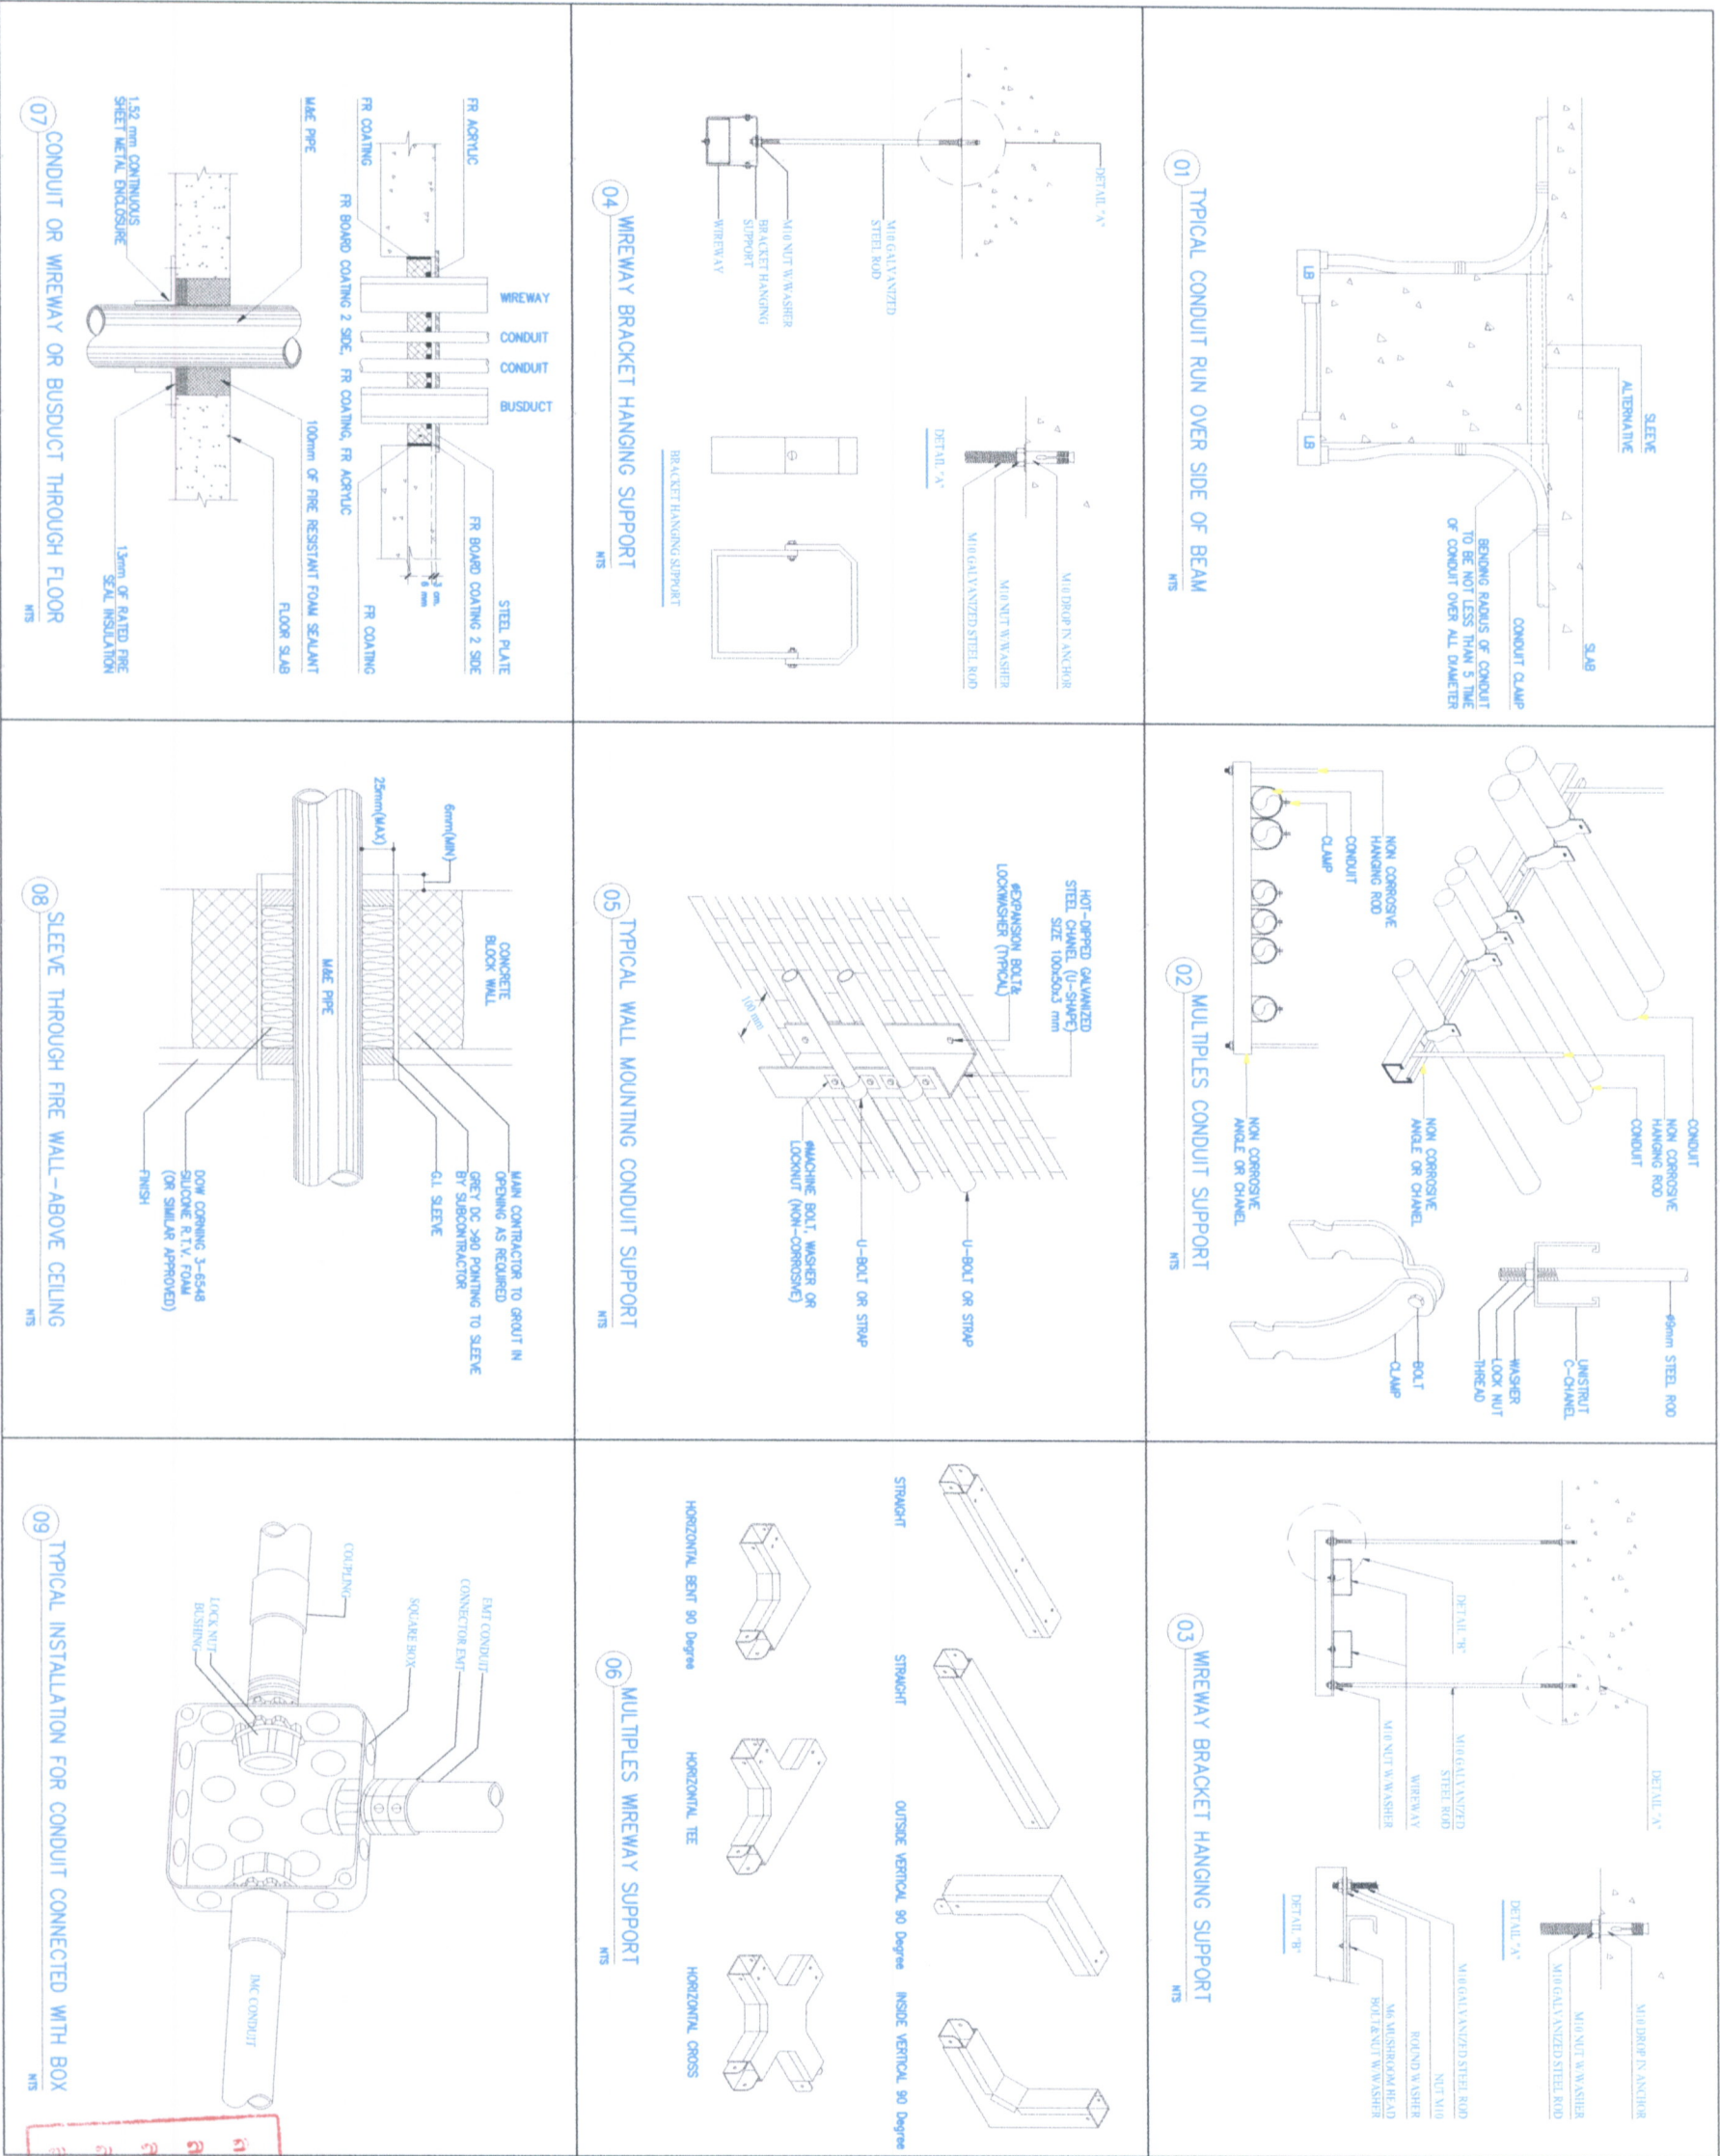 SLAB
SLEEVE
ALTERNATIVE
CONDUIT CLAMP
BENDING RADIUS OF CONDUIT
TO BE NOT LESS THAN 5 TIME
OF CONDUIT OVER ALL DIAMETER
LB
LB
01 TYPICAL CONDUIT RUN OVER SIDE OF BEAM
NTS
CONDUIT
NON CORROSIVE
HANGING ROD
CONDUIT
NON CORROSIVE
ANGLE OR CHANEL
NON CORROSIVE
HANGING ROD
CONDUIT
CLAMP
NON CORROSIVE
ANGLE OR CHANEL
ø9mm STEEL ROD
UNISTRUT
C-CHANEL
WASHER
LOCK NUT
THREAD
BOLT
CLAMP
02 MULTIPLES CONDUIT SUPPORT
NTS
DETAIL "A"
DETAIL "B"
M10 GALVANIZED
STEEL ROD
WIREWAY
M10 NUT W/WASHER
M10 DROP IN ANCHOR
M10 NUT W/WASHER
M10 GALVANIZED STEEL ROD
DETAIL "A"
M10 GALVANIZED STEEL ROD
NUT M10
ROUND WASHER
M6 MUSHROOM HEAD
BOLT&NUT W/WASHER
DETAIL "B"
03 WIREWAY BRACKET HANGING SUPPORT
NTS
DETAIL "A"
M10 GALVANIZED
STEEL ROD
M10 NUT W/WASHER
BRACKET HANGING
SUPPORT
WIREWAY
M10 DROP IN ANCHOR
M10 NUT W/WASHER
M10 GALVANIZED STEEL ROD
DETAIL "A"
BRACKET HANGING SUPPORT
04 WIREWAY BRACKET HANGING SUPPORT
NTS
HOT-DIPPED GALVANIZED
STEEL CHANEL (U-SHAPE)
SIZE 100x50x3 mm
øEXPANSION BOLT&
LOCKWASHER (TYPICAL)
100 mm
U-BOLT OR STRAP
U-BOLT OR STRAP
øMACHINE BOLT, WASHER OR
LOCKNUT (NON-CORROSIVE)
05 TYPICAL WALL MOUNTING CONDUIT SUPPORT
NTS
STRAIGHT
STRAIGHT
OUTSIDE VERTICAL 90 Degree
INSIDE VERTICAL 90 Degree
HORIZONTAL BENT 90 Degree
HORIZONTAL TEE
HORIZONTAL CROSS
06 MULTIPLES WIREWAY SUPPORT
NTS
FR ACRYLIC
FR COATING
WIREWAY
CONDUIT
CONDUIT
BUSDUCT
STEEL PLATE
FR BOARD COATING 2 SIDE
FR COATING
3 cm.
6 mm
FR BOARD COATING 2 SIDE, FR COATING, FR ACRYLIC
M&E PIPE
1.52 mm CONTINUOUS
SHEET METAL ENCLOSURE
100mm OF FIRE RESISTANT FOAM SEALANT
FLOOR SLAB
13mm OF RATED FIRE
SEAL INSULATION
07 CONDUIT OR WIREWAY OR BUSDUCT THROUGH FLOOR
NTS
6mm(MIN)
25mm(MAX)
CONCRETE
BLOCK WALL
M&E PIPE
MAIN CONTRACTOR TO GROUT IN
OPENING AS REQUIRED
GREY DC >90 POINTING TO SLEEVE
BY SUBCONTRACTOR
G.I. SLEEVE
DOW CORNING 3-6548
SILICONE R.T.V. FOAM
(OR SIMILAR APPROVED)
FINISH
08 SLEEVE THROUGH FIRE WALL-ABOVE CEILING
NTS
EMT CONDUIT
CONNECTOR EMT
SQUARE BOX
COUPLING
LOCK NUT
BUSHING
IMC CONDUIT
09 TYPICAL INSTALLATION FOR CONDUIT CONNECTED WITH BOX
NTS